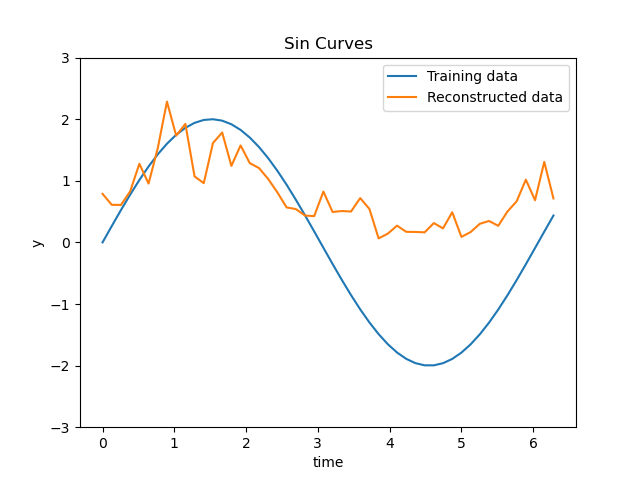 Sin Curves
Training data
Reconstructed data
3
2
1
0
−1
−2
−3
y
0 1 2 3 4 5 6
time